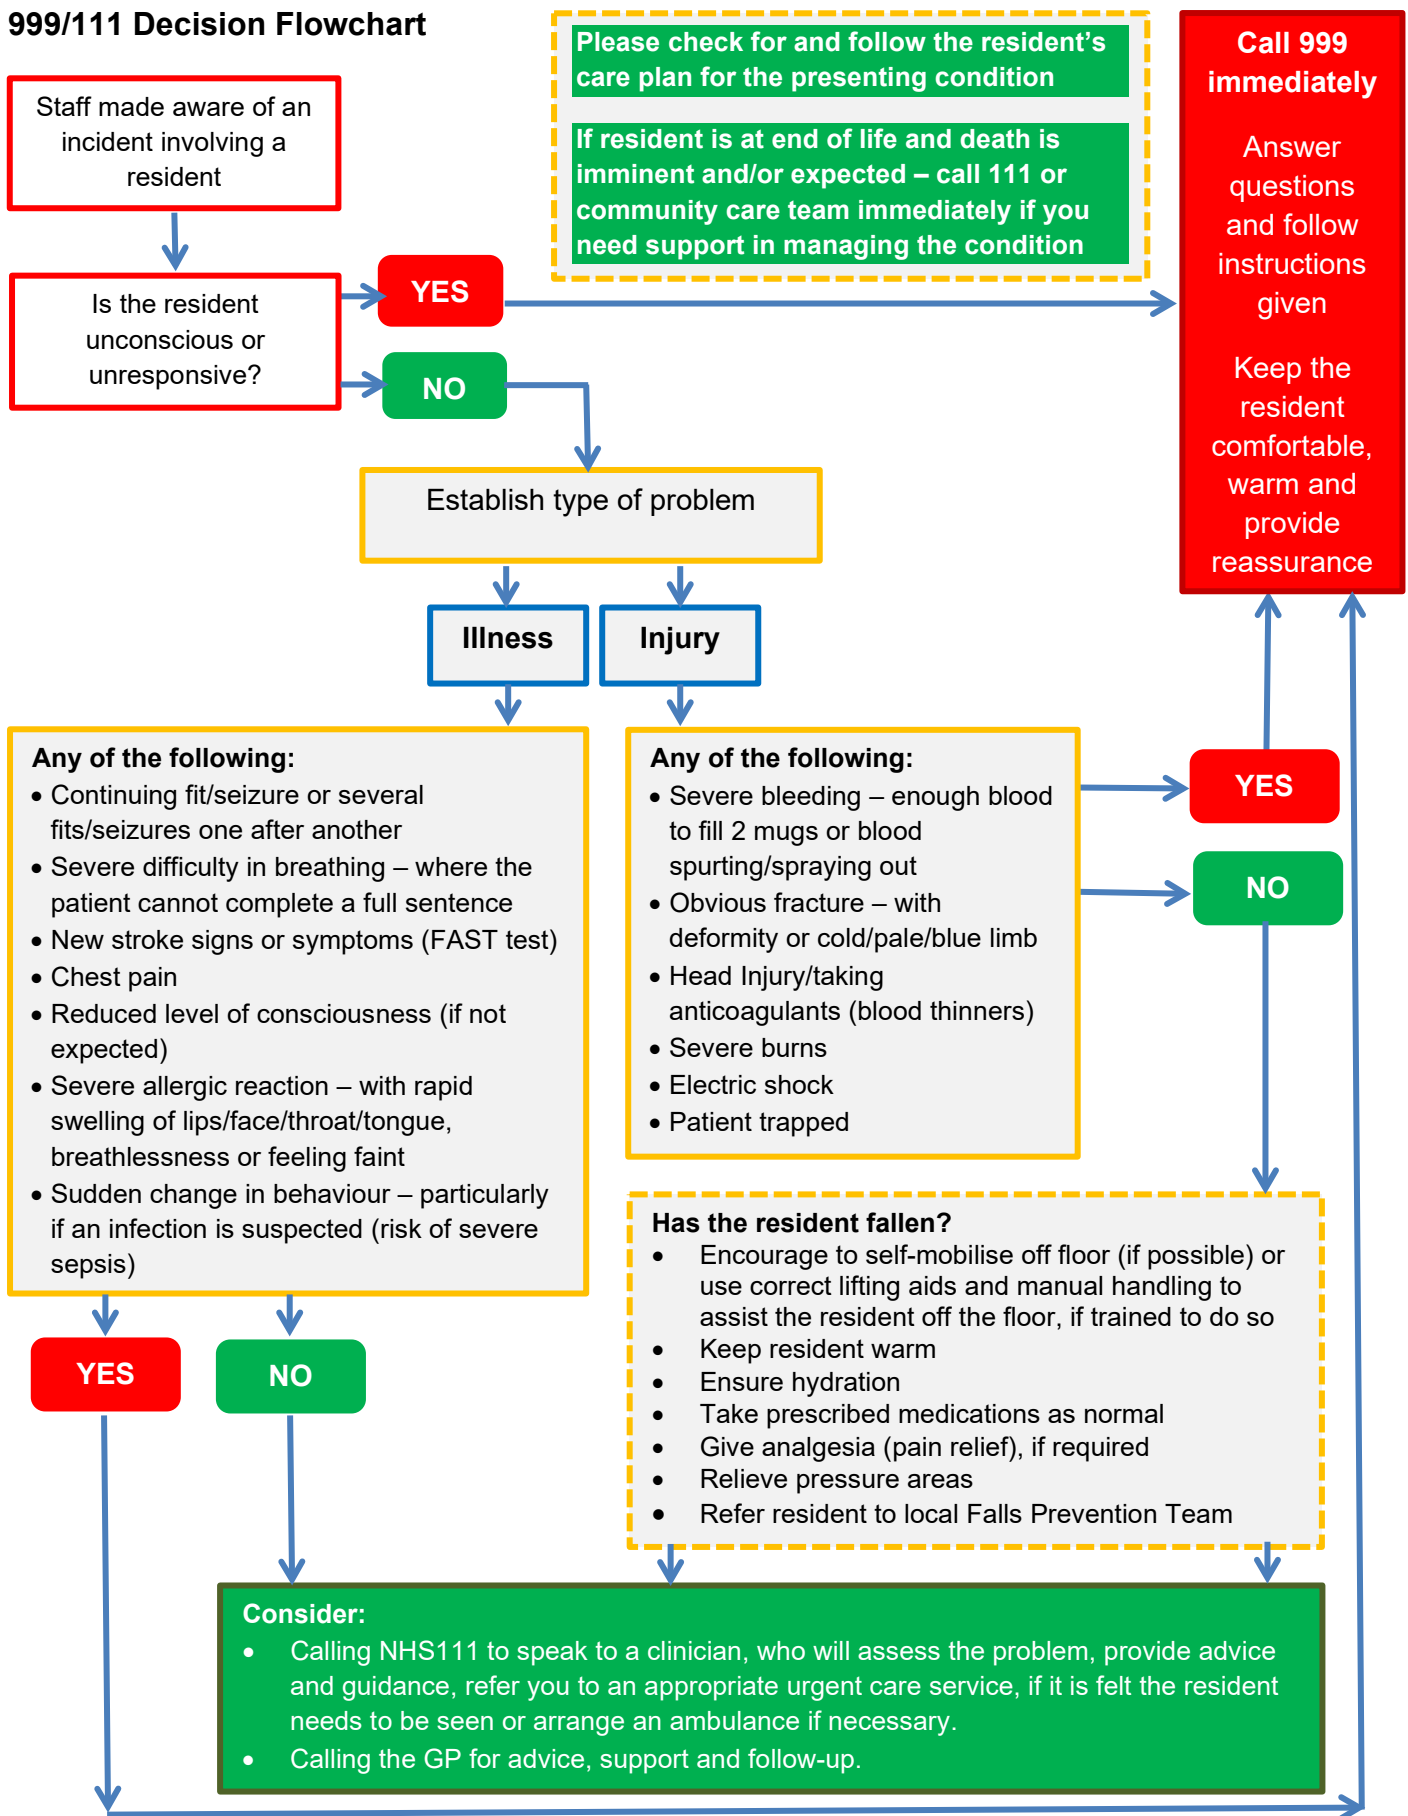 999/111 Decision Flowchart
Please check for and follow the resident's
care plan for the presenting condition
If resident is at end of life and death is
imminent and/or expected – call 111 or
community care team immediately if you
need support in managing the condition
Call 999
immediately
Answer
questions
and follow
instructions
given
Keep the
resident
comfortable,
warm and
provide
reassurance
Staff made aware of an
incident involving a
resident
Is the resident
unconscious or
unresponsive?
YES
NO
Establish type of problem
Illness
Injury
Any of the following:
• Continuing fit/seizure or several
fits/seizures one after another
• Severe difficulty in breathing – where the
patient cannot complete a full sentence
• New stroke signs or symptoms (FAST test)
• Chest pain
• Reduced level of consciousness (if not
expected)
• Severe allergic reaction – with rapid
swelling of lips/face/throat/tongue,
breathlessness or feeling faint
• Sudden change in behaviour – particularly
if an infection is suspected (risk of severe
sepsis)
YES
NO
Any of the following:
• Severe bleeding – enough blood
to fill 2 mugs or blood
spurting/spraying out
• Obvious fracture – with
deformity or cold/pale/blue limb
• Head Injury/taking
anticoagulants (blood thinners)
• Severe burns
• Electric shock
• Patient trapped
YES
NO
Has the resident fallen?
• Encourage to self-mobilise off floor (if possible) or
use correct lifting aids and manual handling to
assist the resident off the floor, if trained to do so
• Keep resident warm
• Ensure hydration
• Take prescribed medications as normal
• Give analgesia (pain relief), if required
• Relieve pressure areas
• Refer resident to local Falls Prevention Team
Consider:
• Calling NHS111 to speak to a clinician, who will assess the problem, provide advice
and guidance, refer you to an appropriate urgent care service, if it is felt the resident
needs to be seen or arrange an ambulance if necessary.
• Calling the GP for advice, support and follow-up.